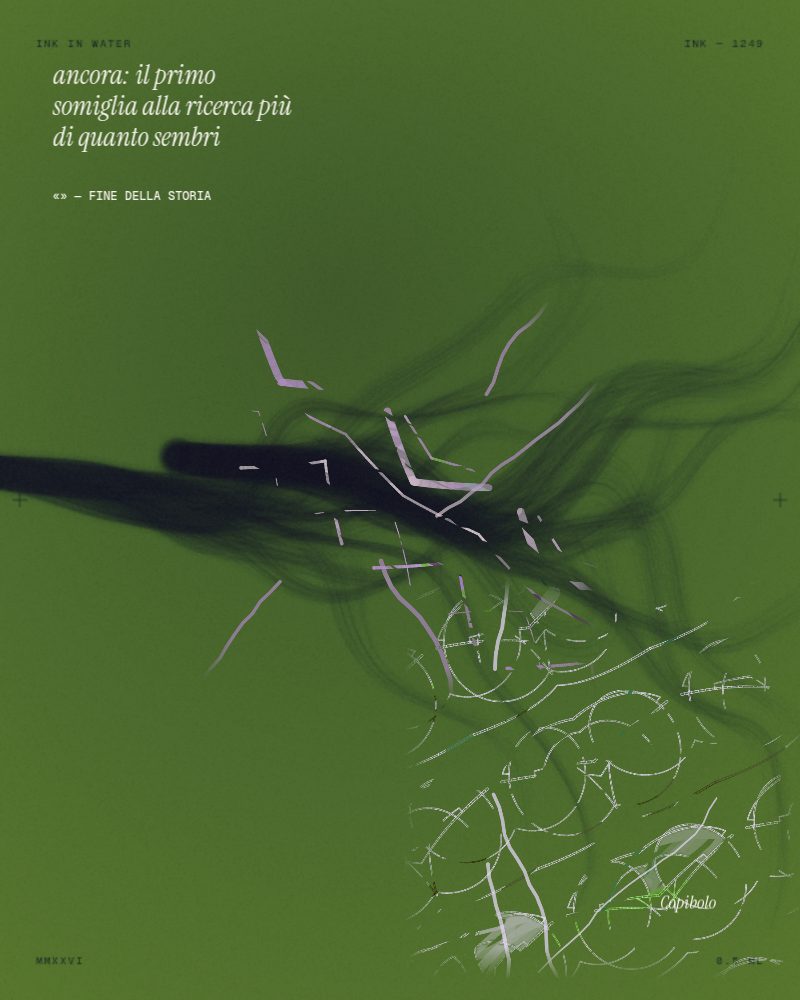 INK IN WATER
INK — 1249
ancora: il primo
somiglia alla ricerca più
di quanto sembri
«» — FINE DELLA STORIA
Capibolo
MMXXVI